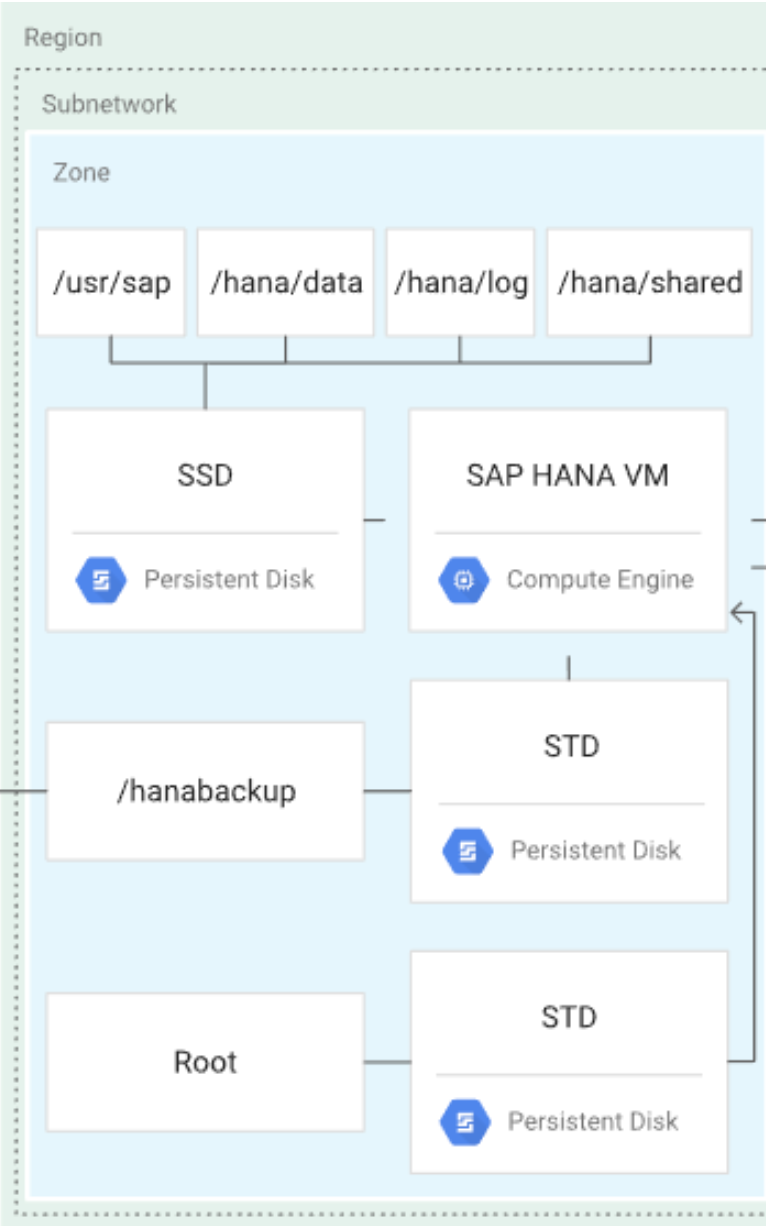 Region
Subnetwork
Zone
/usr/sap
/hana/data
/hana/log
/hana/shared
SSD
Persistent Disk
SAP HANA VM
Compute Engine
/hanabackup
STD
Persistent Disk
Root
STD
Persistent Disk